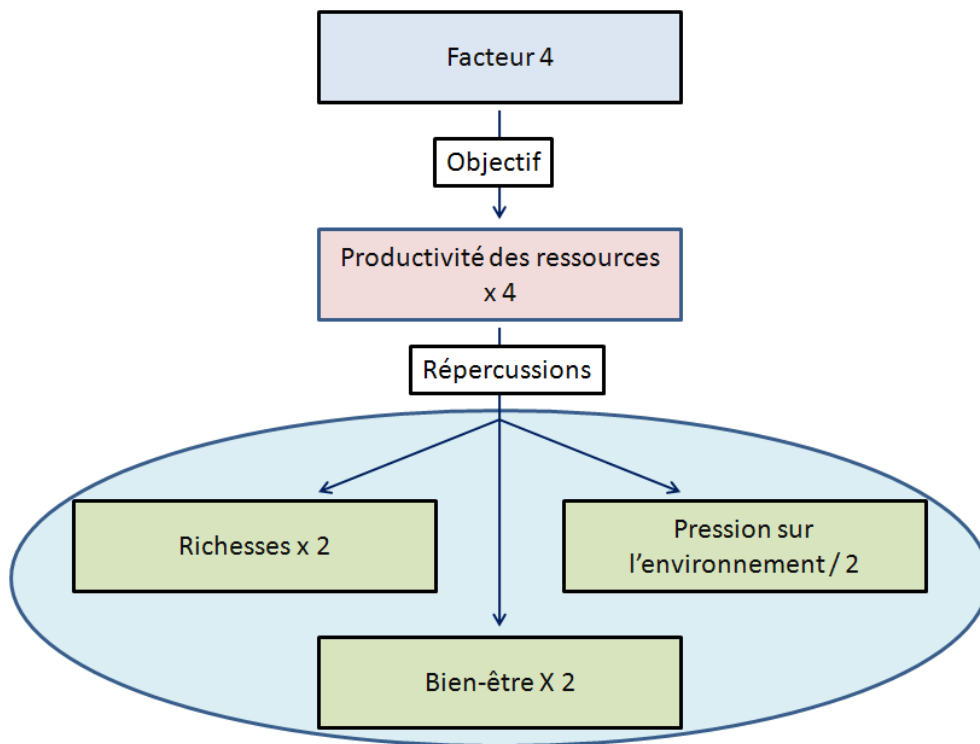 Facteur 4
Objectif
Productivité des ressources
x 4
Répercussions
Richesses x 2
Pression sur
l'environnement / 2
Bien-être X 2